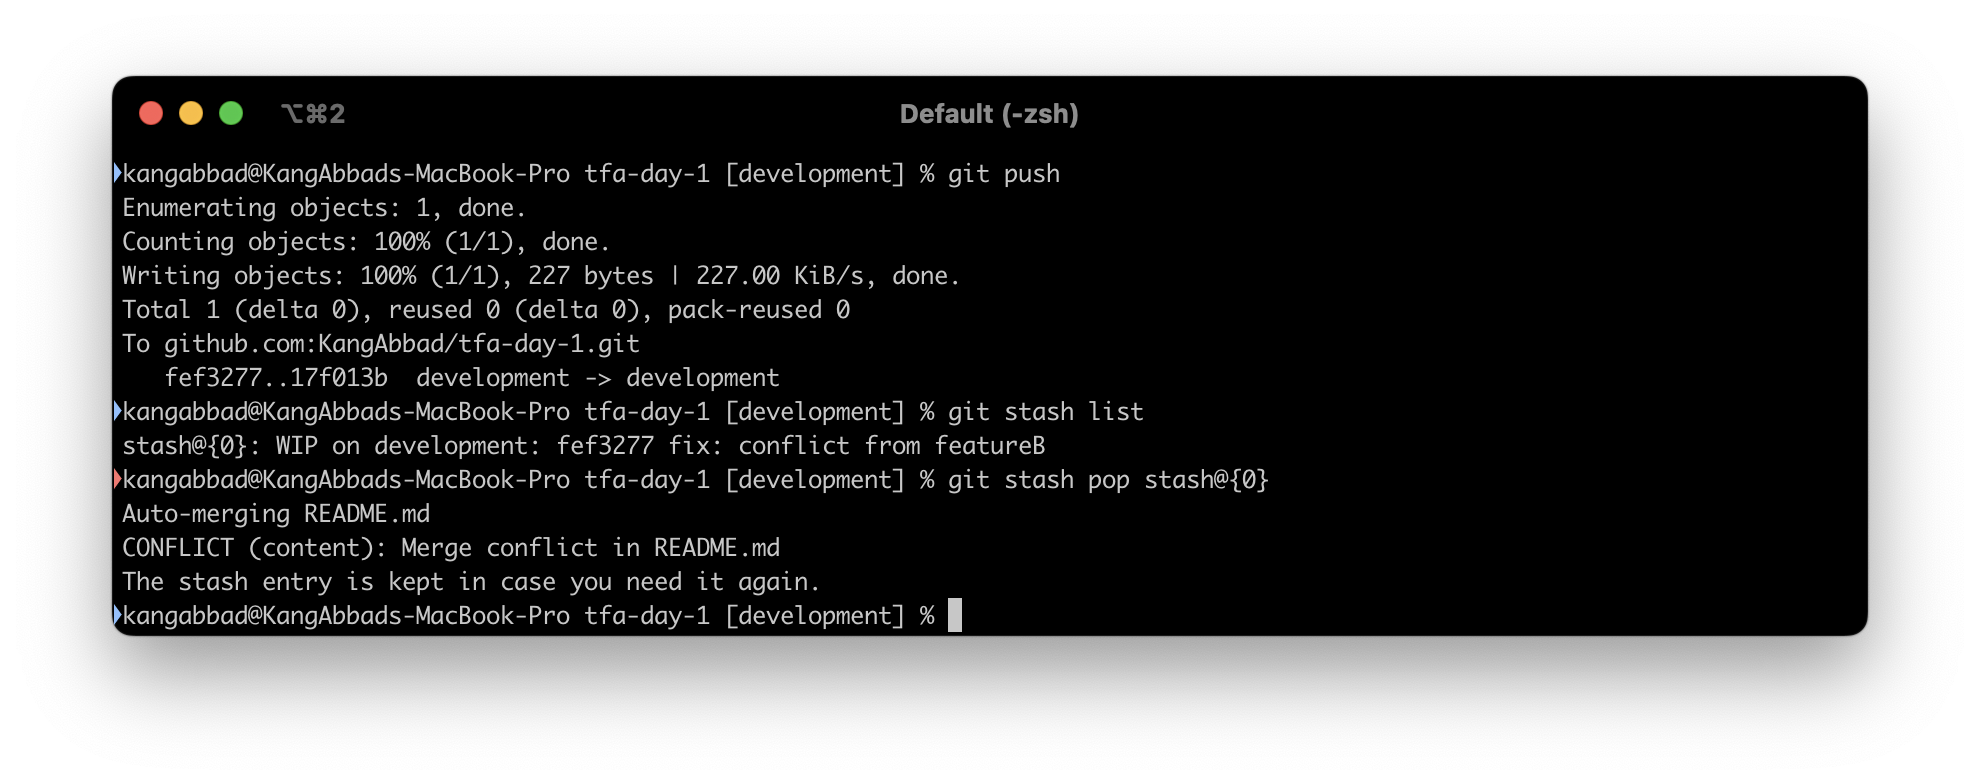 ⌥⌘2
Default (-zsh)
kangabbad@KangAbbads-MacBook-Pro tfa-day-1 [development] % git push
Enumerating objects: 1, done.
Counting objects: 100% (1/1), done.
Writing objects: 100% (1/1), 227 bytes | 227.00 KiB/s, done.
Total 1 (delta 0), reused 0 (delta 0), pack-reused 0
To github.com:KangAbbad/tfa-day-1.git
   fef3277..17f013b  development -> development
kangabbad@KangAbbads-MacBook-Pro tfa-day-1 [development] % git stash list
stash@{0}: WIP on development: fef3277 fix: conflict from featureB
kangabbad@KangAbbads-MacBook-Pro tfa-day-1 [development] % git stash pop stash@{0}
Auto-merging README.md
CONFLICT (content): Merge conflict in README.md
The stash entry is kept in case you need it again.
kangabbad@KangAbbads-MacBook-Pro tfa-day-1 [development] %